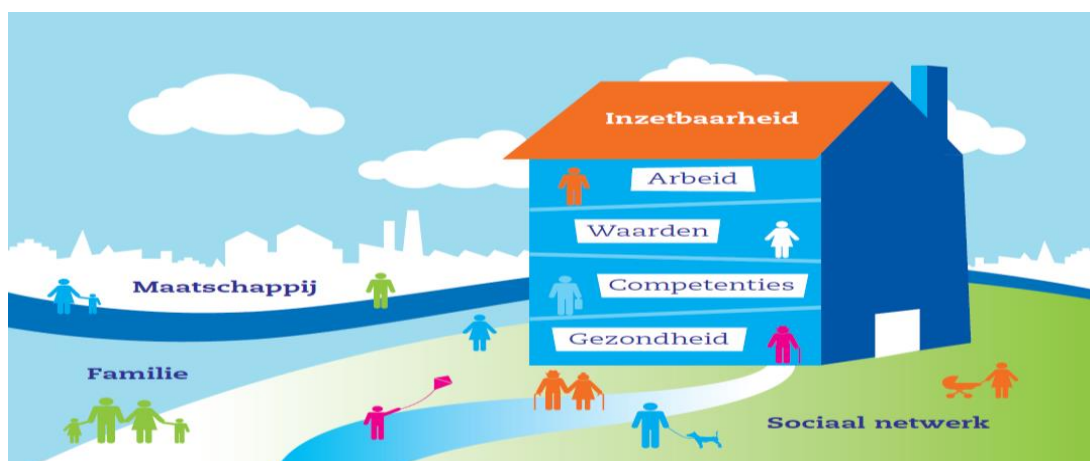 Inzetbaarheid
Arbeid
Waarden
Competenties
Gezondheid
Maatschappij
Familie
Sociaal netwerk